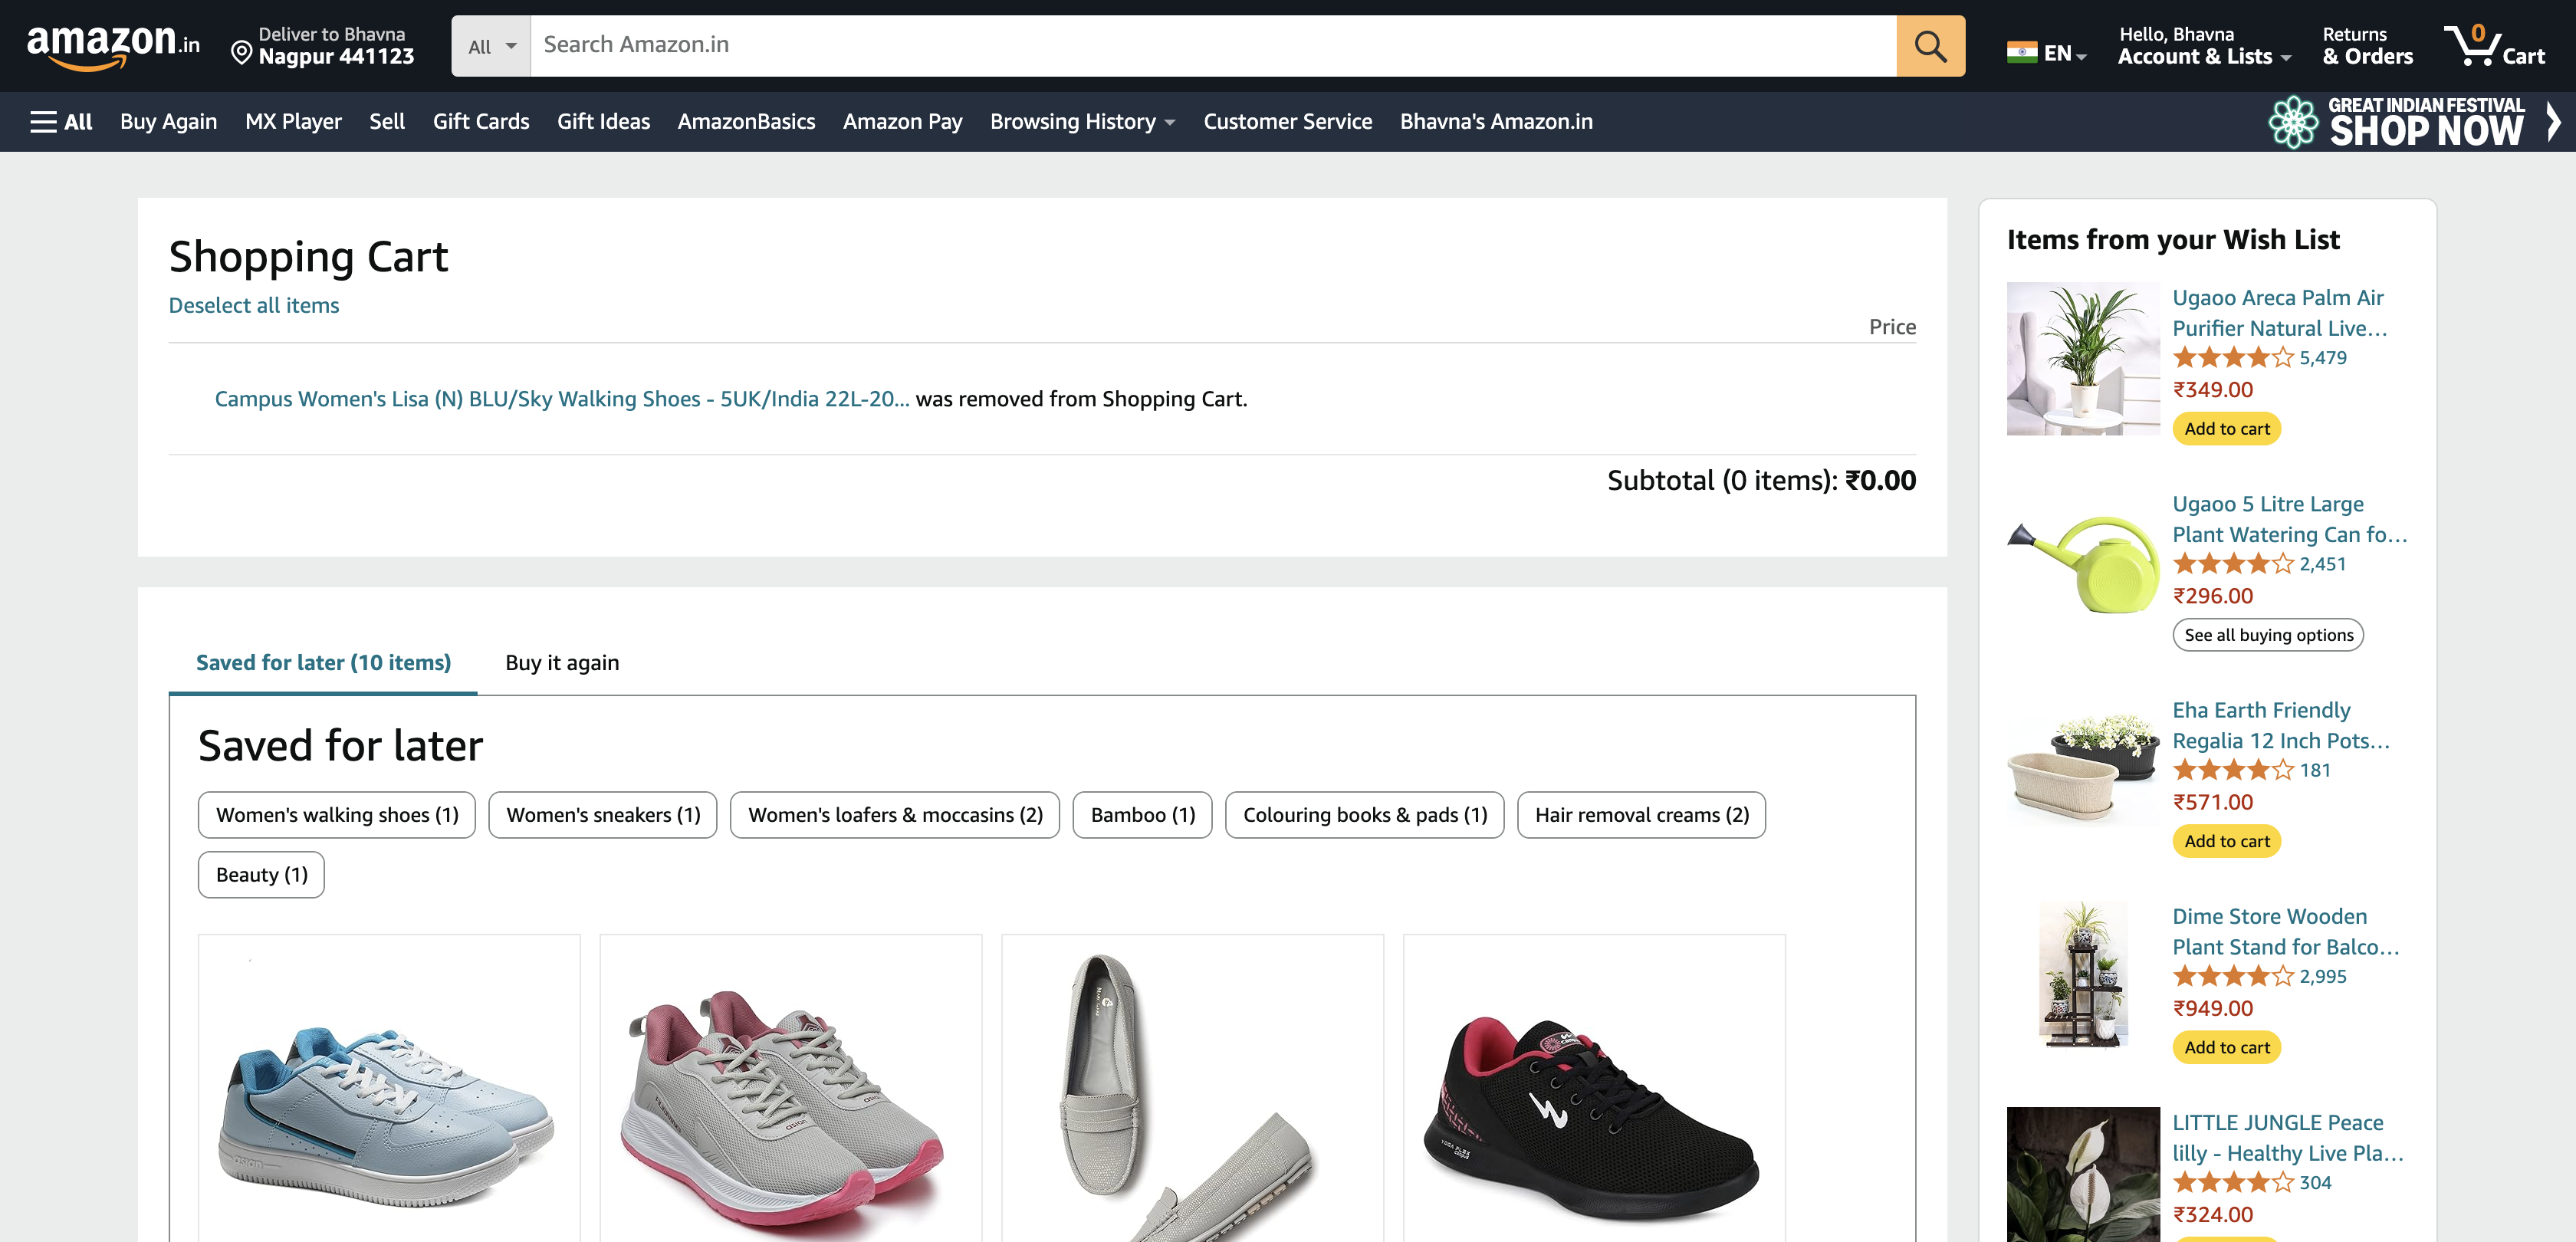 amazon.in
Deliver to Bhavna
Nagpur 441123
All
Search Amazon.in
EN
Hello, Bhavna
Account & Lists
Returns
& Orders
0
Cart
All
Buy Again
MX Player
Sell
Gift Cards
Gift Ideas
AmazonBasics
Amazon Pay
Browsing History
Customer Service
Bhavna's Amazon.in
GREAT INDIAN FESTIVAL
SHOP NOW
Shopping Cart
Deselect all items
Price
Campus Women's Lisa (N) BLU/Sky Walking Shoes - 5UK/India 22L-20... was removed from Shopping Cart.
Subtotal (0 items): ₹0.00
Saved for later (10 items)
Buy it again
Saved for later
Women's walking shoes (1)
Women's sneakers (1)
Women's loafers & moccasins (2)
Bamboo (1)
Colouring books & pads (1)
Hair removal creams (2)
Beauty (1)
asian
asian
YOGA FLEX
Items from your Wish List
Ugaoo Areca Palm Air
Purifier Natural Live...
5,479
₹349.00
Add to cart
Ugaoo 5 Litre Large
Plant Watering Can fo...
2,451
₹296.00
See all buying options
Eha Earth Friendly
Regalia 12 Inch Pots...
181
₹571.00
Add to cart
Dime Store Wooden
Plant Stand for Balco...
2,995
₹949.00
Add to cart
LITTLE JUNGLE Peace
lilly - Healthy Live Pla...
304
₹324.00